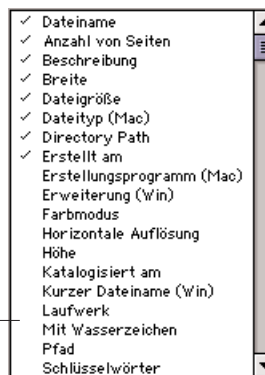 ✓ Dateiname
✓ Anzahl von Seiten
✓ Beschreibung
✓ Breite
✓ Dateigröße
✓ Dateityp (Mac)
✓ Directory Path
✓ Erstellt am
Erstellungsprogramm (Mac)
Erweiterung (Win)
Farbmodus
Horizontale Auflösung
Höhe
Katalogisiert am
Kurzer Dateiname (Win)
Laufwerk
Mit Wasserzeichen
Pfad
Schlüsselwörter